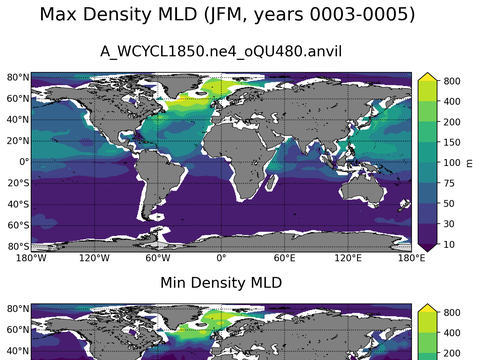 Max Density MLD (JFM, years 0003-0005)
A_WCYCL1850.ne4_oQU480.anvil
80°N
60°N
40°N
20°N
0°
20°S
40°S
60°S
80°S
180°W 120°W 60°W 0° 60°E 120°E 180°E
800
400
200
150
100
75
50
30
10
m
Min Density MLD
80°N
60°N
40°N
800
400
200